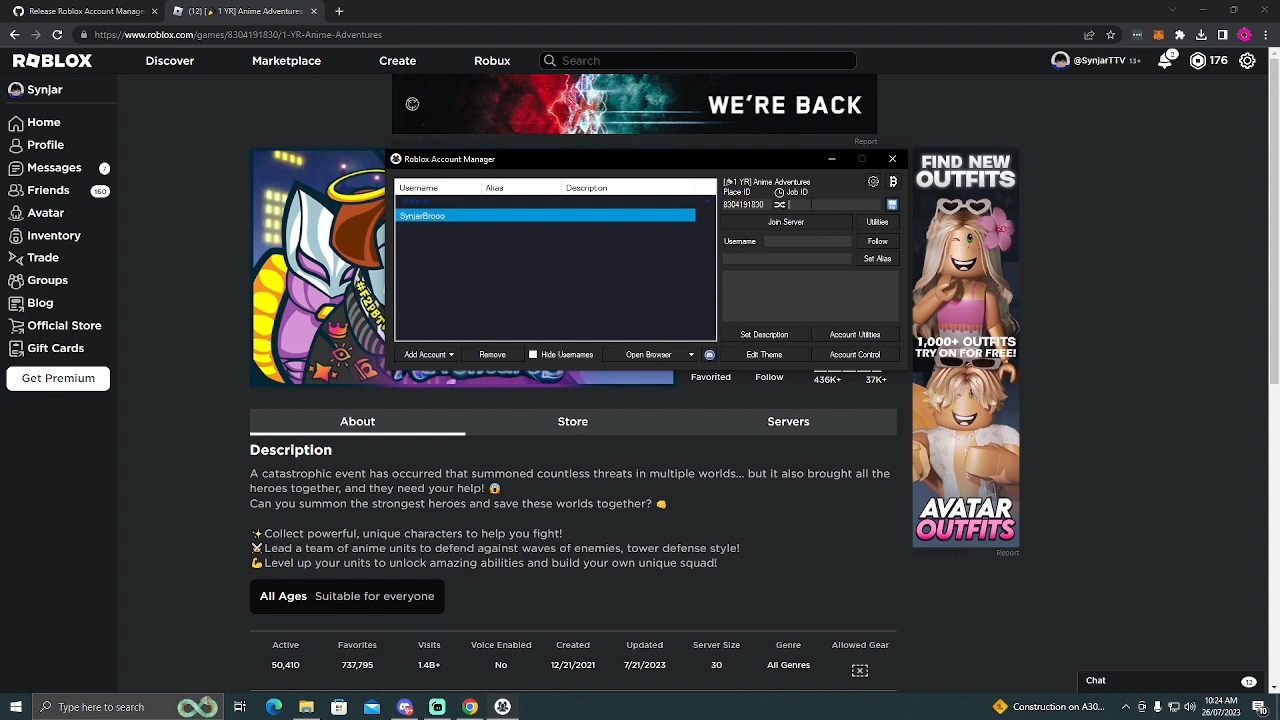 Release Roblox Account Manager
(12) [🎉 1 YR] Anime Adventures
https://www.roblox.com/games/8304191830/1-YR-Anime-Adventures
ROBLOX
Discover
Marketplace
Create
Robux
Search
@SynjarTTV 13+
2
176
Synjar
Home
Profile
Messages
7
Friends
160
Avatar
Inventory
Trade
Groups
Blog
Official Store
Gift Cards
Get Premium
WE'RE BACK
Report
Roblox Account Manager
Username Alias Description
Default
SynjarBrooo
[🎉1 YR] Anime Adventures
Place ID Job ID
8304191830
Join Server
Utilities
Username
Follow
Set Alias
Set Description
Account Utilities
Add Account
Remove
Hide Usernames
Open Browser
Edit Theme
Account Control
Favorited
Follow
436K+
37K+
FIND NEW
OUTFITS
1,000+ OUTFITS
TRY ON FOR FREE!
AVATAR
OUTFITS
Report
About
Store
Servers
Description
A catastrophic event has occurred that summoned countless threats in multiple worlds... but it also brought all the
heroes together, and they need your help! 😱
Can you summon the strongest heroes and save these worlds together? 👊
✨Collect powerful, unique characters to help you fight!
⚔️Lead a team of anime units to defend against waves of enemies, tower defense style!
💪Level up your units to unlock amazing abilities and build your own unique squad!
All Ages Suitable for everyone
Active Favorites Visits Voice Enabled Created Updated Server Size Genre Allowed Gear
50,410 737,795 1.4B+ No 12/21/2021 7/21/2023 30 All Genres
Chat
12
Type here to search
Construction on A30...
10:24 AM
26/07/2023